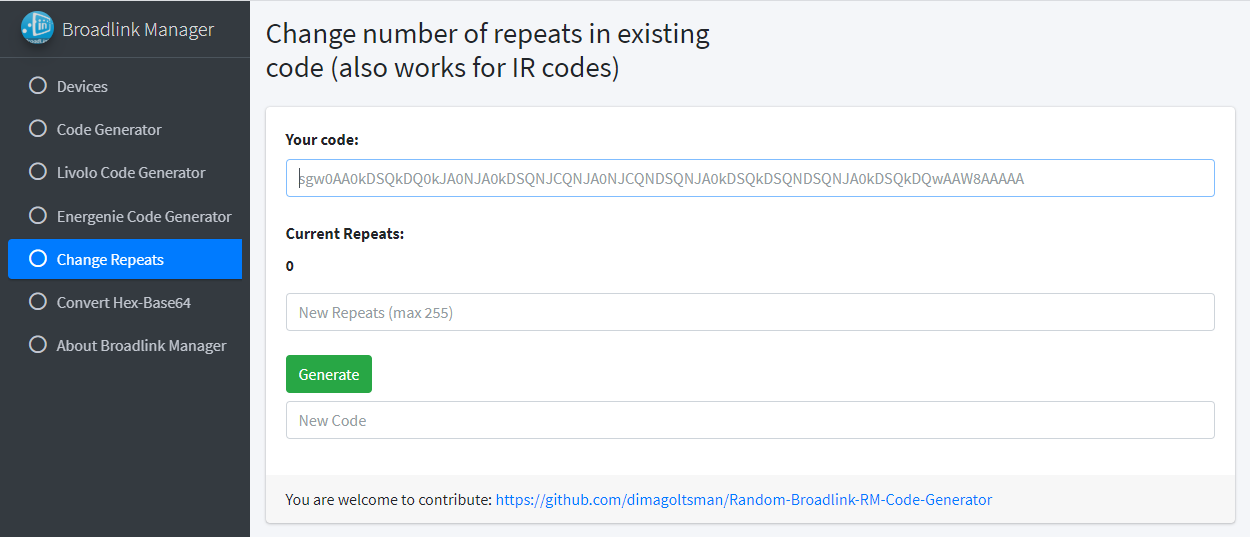 Broadlink Manager
Devices
Code Generator
Livolo Code Generator
Energenie Code Generator
Change Repeats
Convert Hex-Base64
About Broadlink Manager
Change number of repeats in existing
code (also works for IR codes)
Your code:
sgw0AA0kDSQkDQ0kJA0NJA0kDSQNJCQNJA0NJCQNDSQNJA0kDSQkDSQNDSQNJA0kDSQkDQwAAW8AAAAA
Current Repeats:
0
New Repeats (max 255)
Generate
New Code
You are welcome to contribute: https://github.com/dimagoltsman/Random-Broadlink-RM-Code-Generator